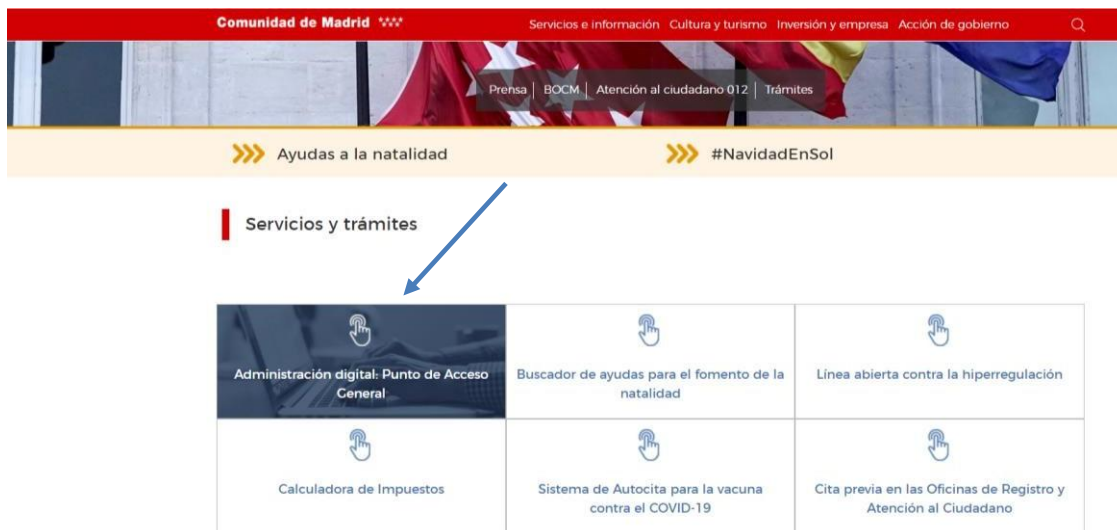 Comunidad de Madrid
Servicios e información Cultura y turismo Inversión y empresa Acción de gobierno
Prensa | BOCM | Atención al ciudadano 012 | Trámites
Ayudas a la natalidad
#NavidadEnSol
Servicios y trámites
Administración digital: Punto de Acceso
General
Buscador de ayudas para el fomento de la
natalidad
Línea abierta contra la hiperregulación
Calculadora de Impuestos
Sistema de Autocita para la vacuna
contra el COVID-19
Cita previa en las Oficinas de Registro y
Atención al Ciudadano